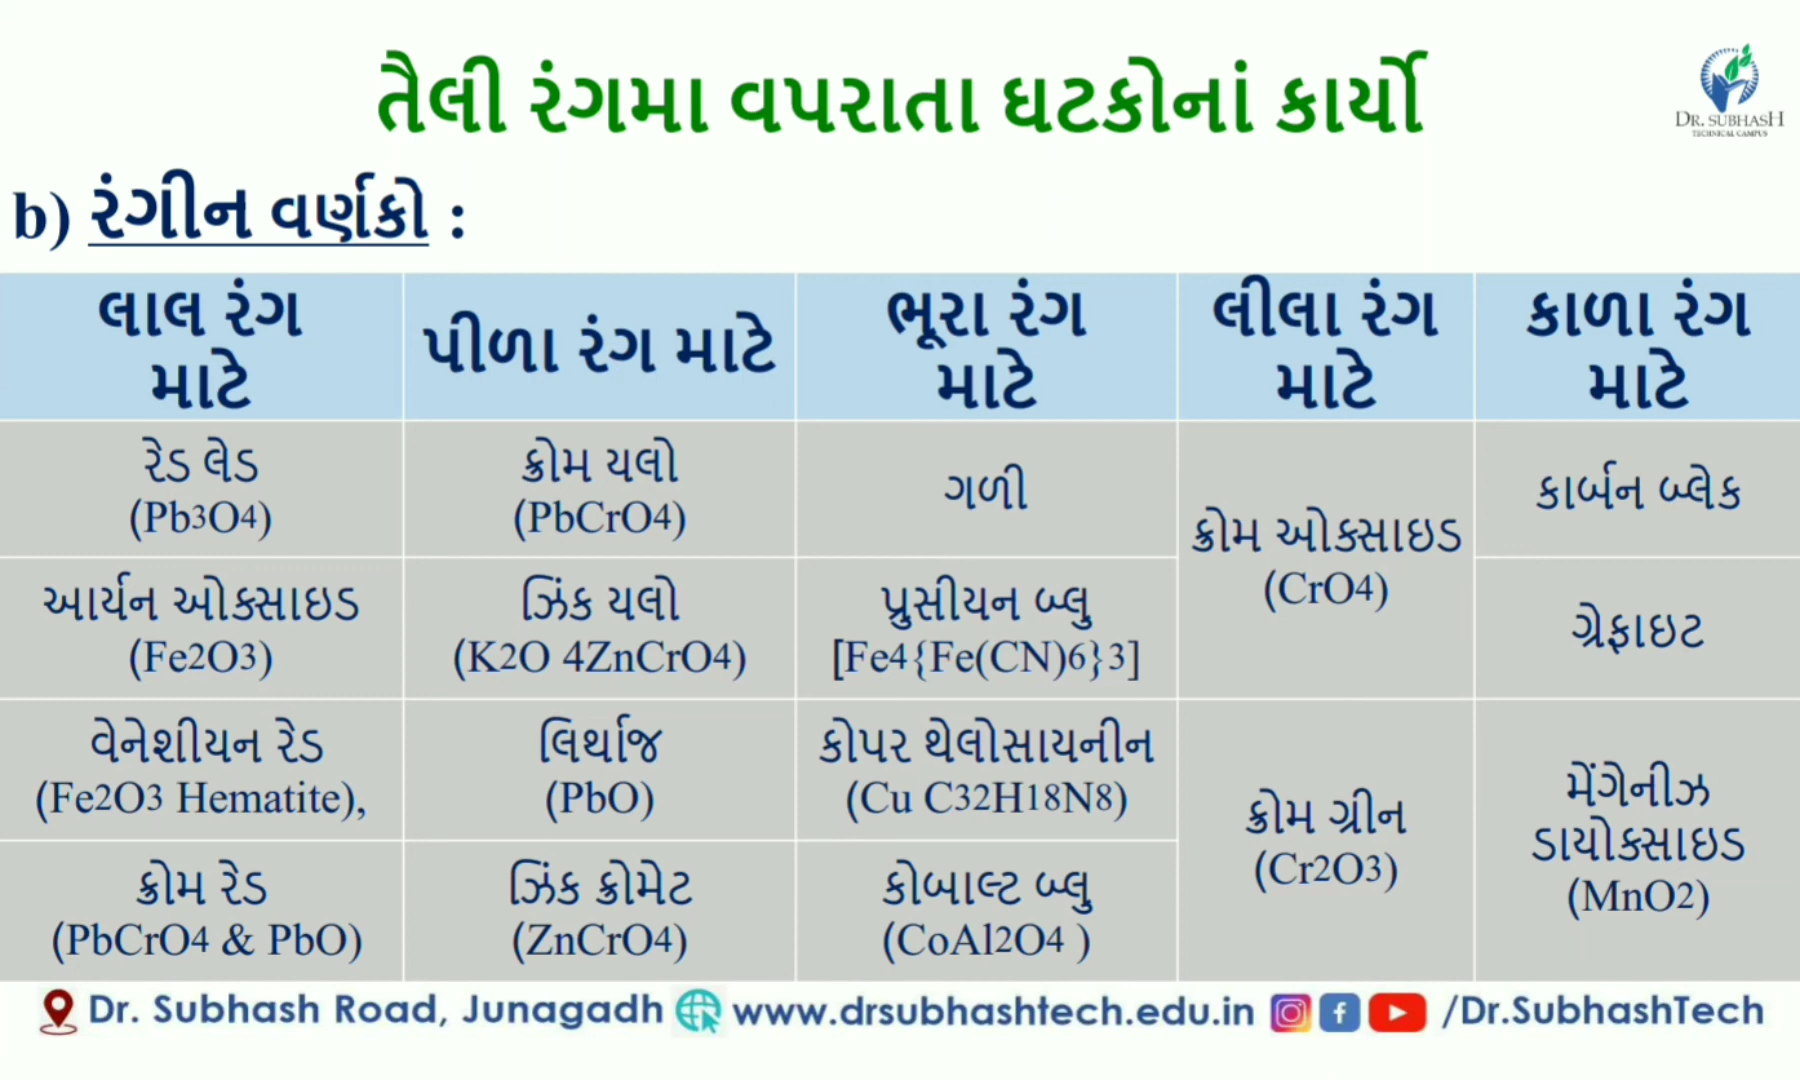 તૈલી રંગમા વપરાતા ઘટકોનાં કાર્યો
DR. SUBHASH
TECHNICAL CAMPUS
b) રંગીન વર્ણકો :
લાલ રંગ
માટે
પીળા રંગ માટે
ભૂરા રંગ
માટે
લીલા રંગ
માટે
કાળા રંગ
માટે
રેડ લેડ
(Pb3O4)
ક્રોમ યલો
(PbCrO4)
ગળી
ક્રોમ ઓક્સાઇડ
(CrO4)
કાર્બન બ્લેક
આર્યન ઓક્સાઇડ
(Fe2O3)
ઝિંક યલો
(K2O 4ZnCrO4)
પ્રુસીયન બ્લુ
[Fe4{Fe(CN)6}3]
ગ્રેફાઇટ
વેનેશીયન રેડ
(Fe2O3 Hematite),
લિર્થાજ
(PbO)
કોપર થેલોસાયનીન
(Cu C32H18N8)
ક્રોમ ગ્રીન
(Cr2O3)
મેંગેનીઝ
ડાયોક્સાઇડ
(MnO2)
ક્રોમ રેડ
(PbCrO4 & PbO)
ઝિંક ક્રોમેટ
(ZnCrO4)
કોબાલ્ટ બ્લુ
(CoAl2O4 )
Dr. Subhash Road, Junagadh www.drsubhashtech.edu.in /Dr.SubhashTech